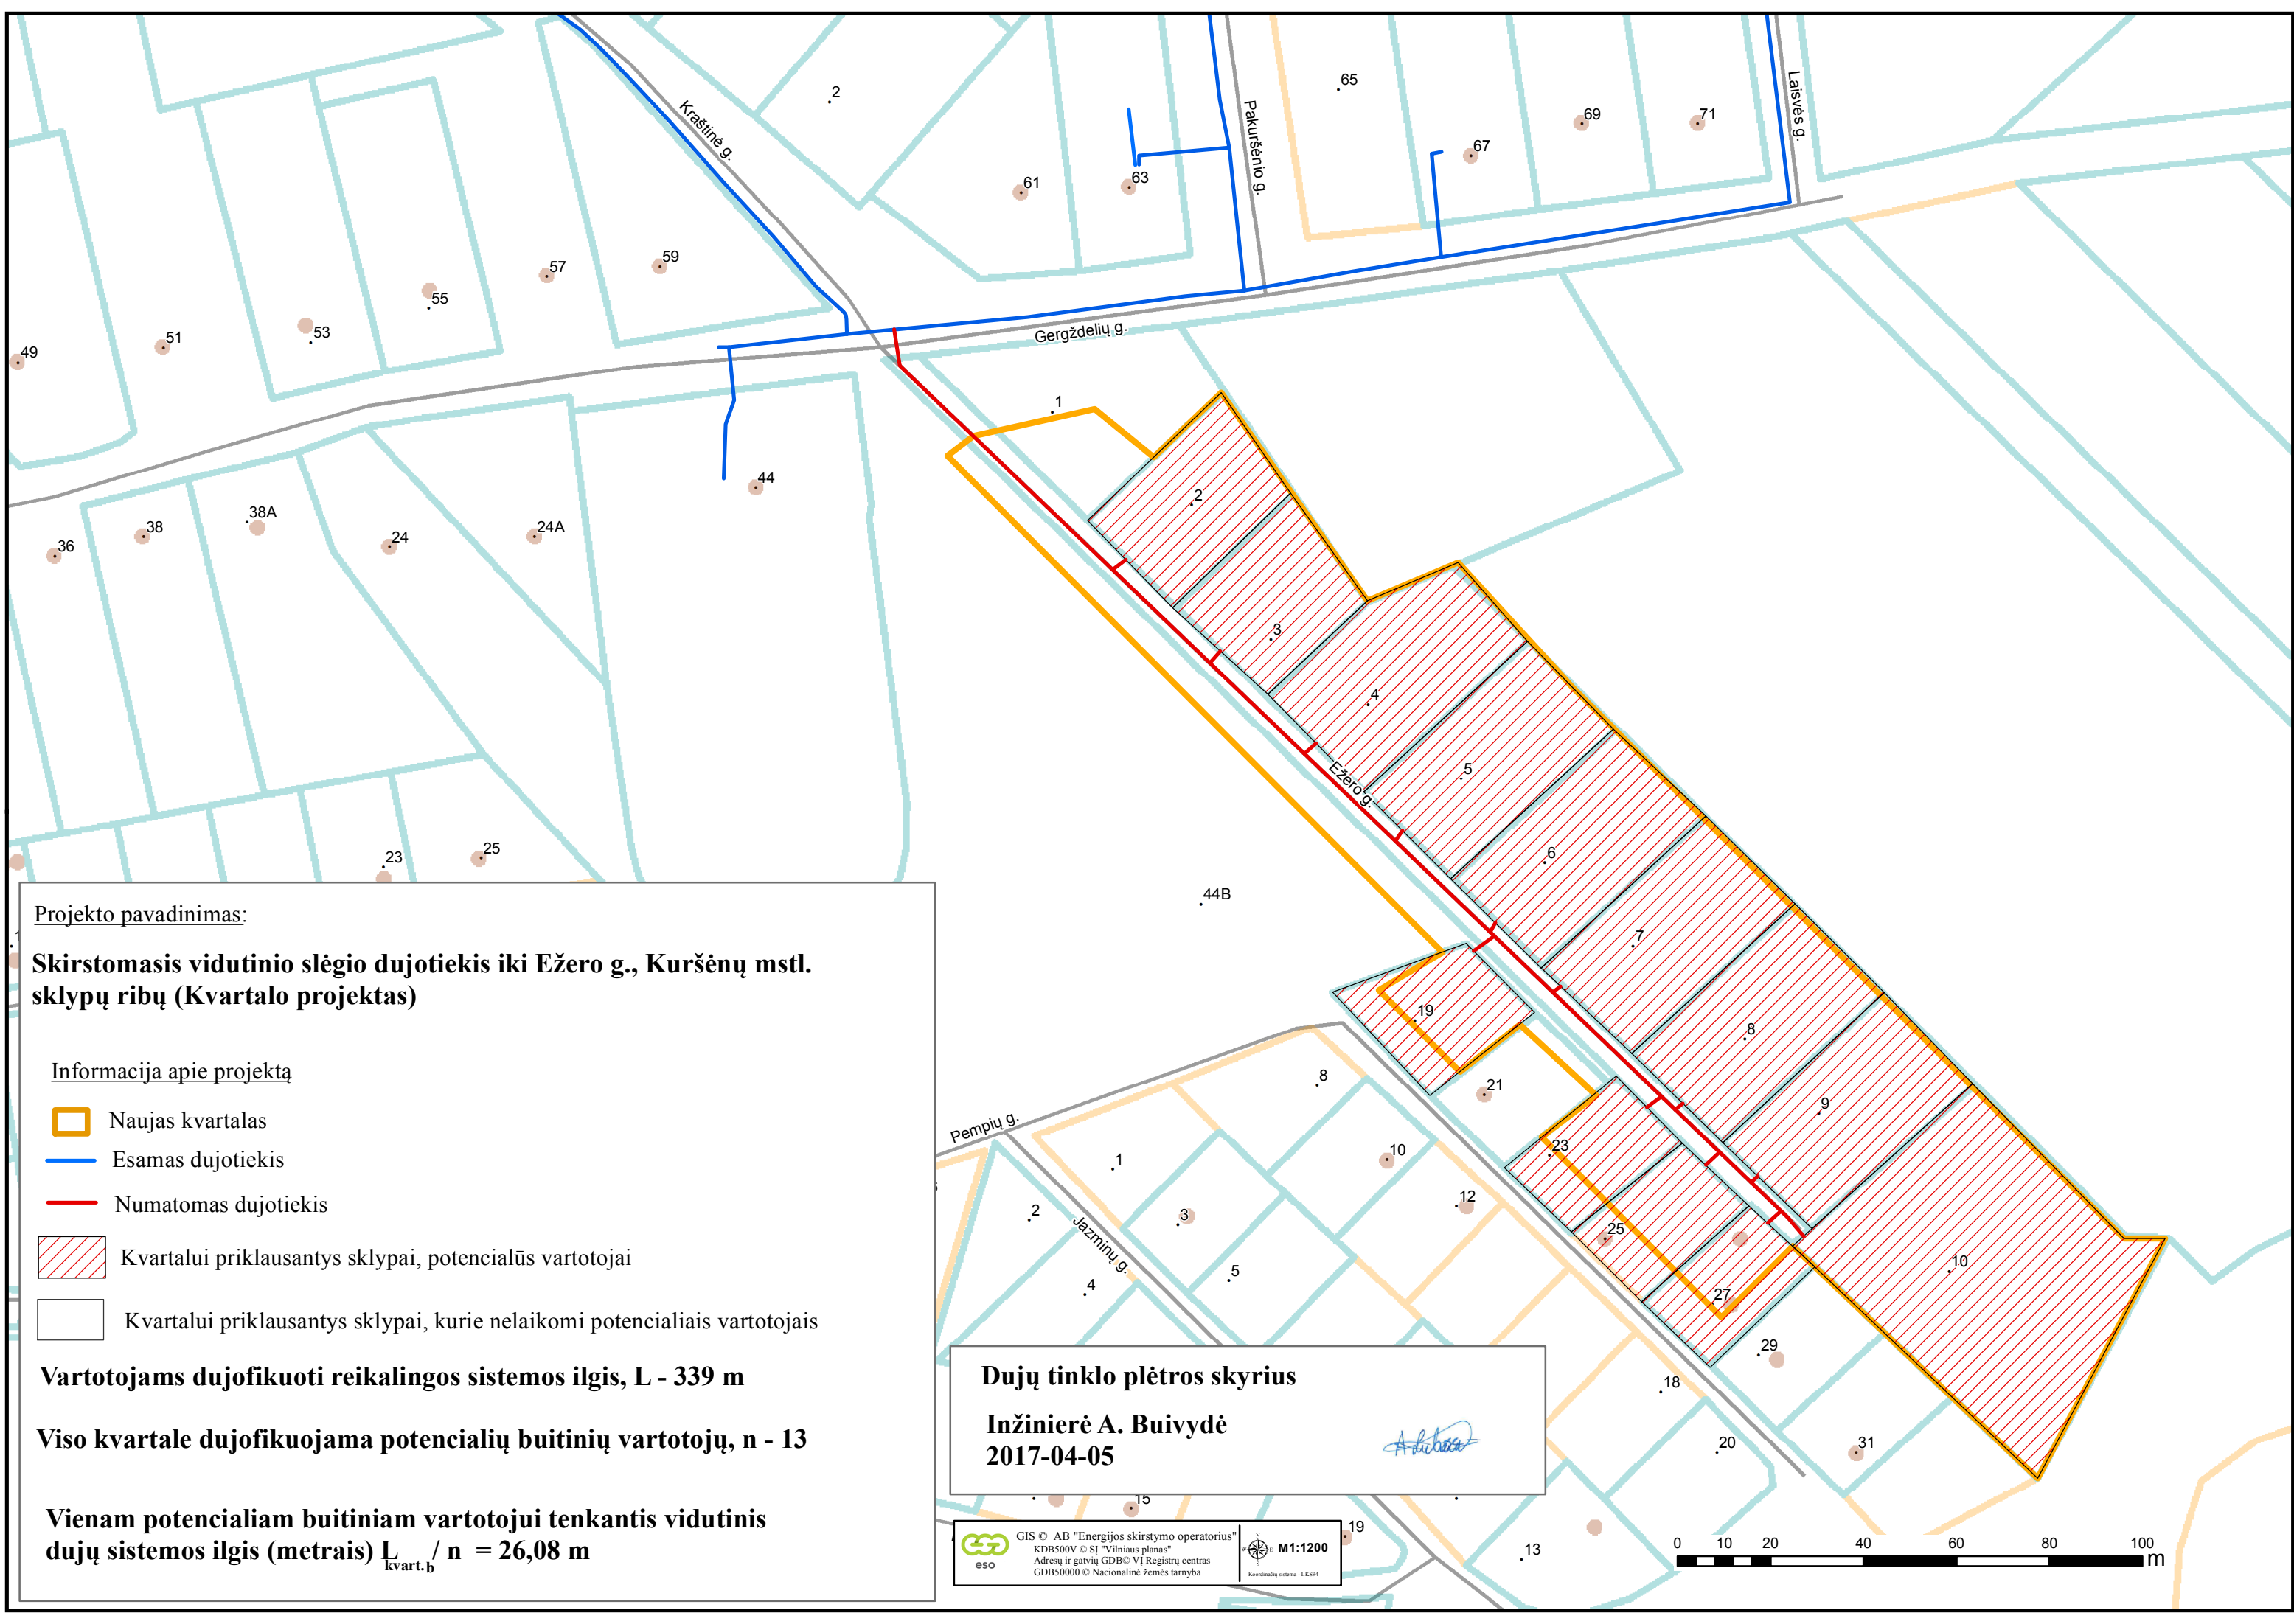 2
65
69
71
67
61
63
Kraštinė g.
Pakuršėnio g.
Laisvės g.
57
59
55
53
51
49
Gergždelių g.
1
44
2
38
38A
24
24A
36
3
4
5
Ežero g.
6
23
25
44B
7
8
19
9
21
8
Pempių g.
23
10
1
12
25
2
3
Jazminų g.
5
4
27
10
29
18
20
31
15
19
13
Projekto pavadinimas:
Skirstomasis vidutinio slėgio dujotiekis iki Ežero g., Kuršėnų mstl.
sklypų ribų (Kvartalo projektas)
Informacija apie projektą
Naujas kvartalas
Esamas dujotiekis
Numatomas dujotiekis
Kvartalui priklausantys sklypai, potencialūs vartotojai
Kvartalui priklausantys sklypai, kurie nelaikomi potencialiais vartotojais
Vartotojams dujofikuoti reikalingos sistemos ilgis, L - 339 m
Viso kvartale dujofikuojama potencialių buitinių vartotojų, n - 13
Vienam potencialiam buitiniam vartotojui tenkantis vidutinis
dujų sistemos ilgis (metrais) L kvart.b / n = 26,08 m
Dujų tinklo plėtros skyrius
Inžinierė A. Buivydė
2017-04-05
eso
GIS © AB "Energijos skirstymo operatorius"
KDB500V © SĮ "Vilniaus planas"
Adresų ir gatvių GDB© VĮ Registrų centras
GDB50000 © Nacionalinė žemės tarnyba
N
W E
S
M1:1200
Koordinačių sistema - LKS94
0 10 20 40 60 80 100
m